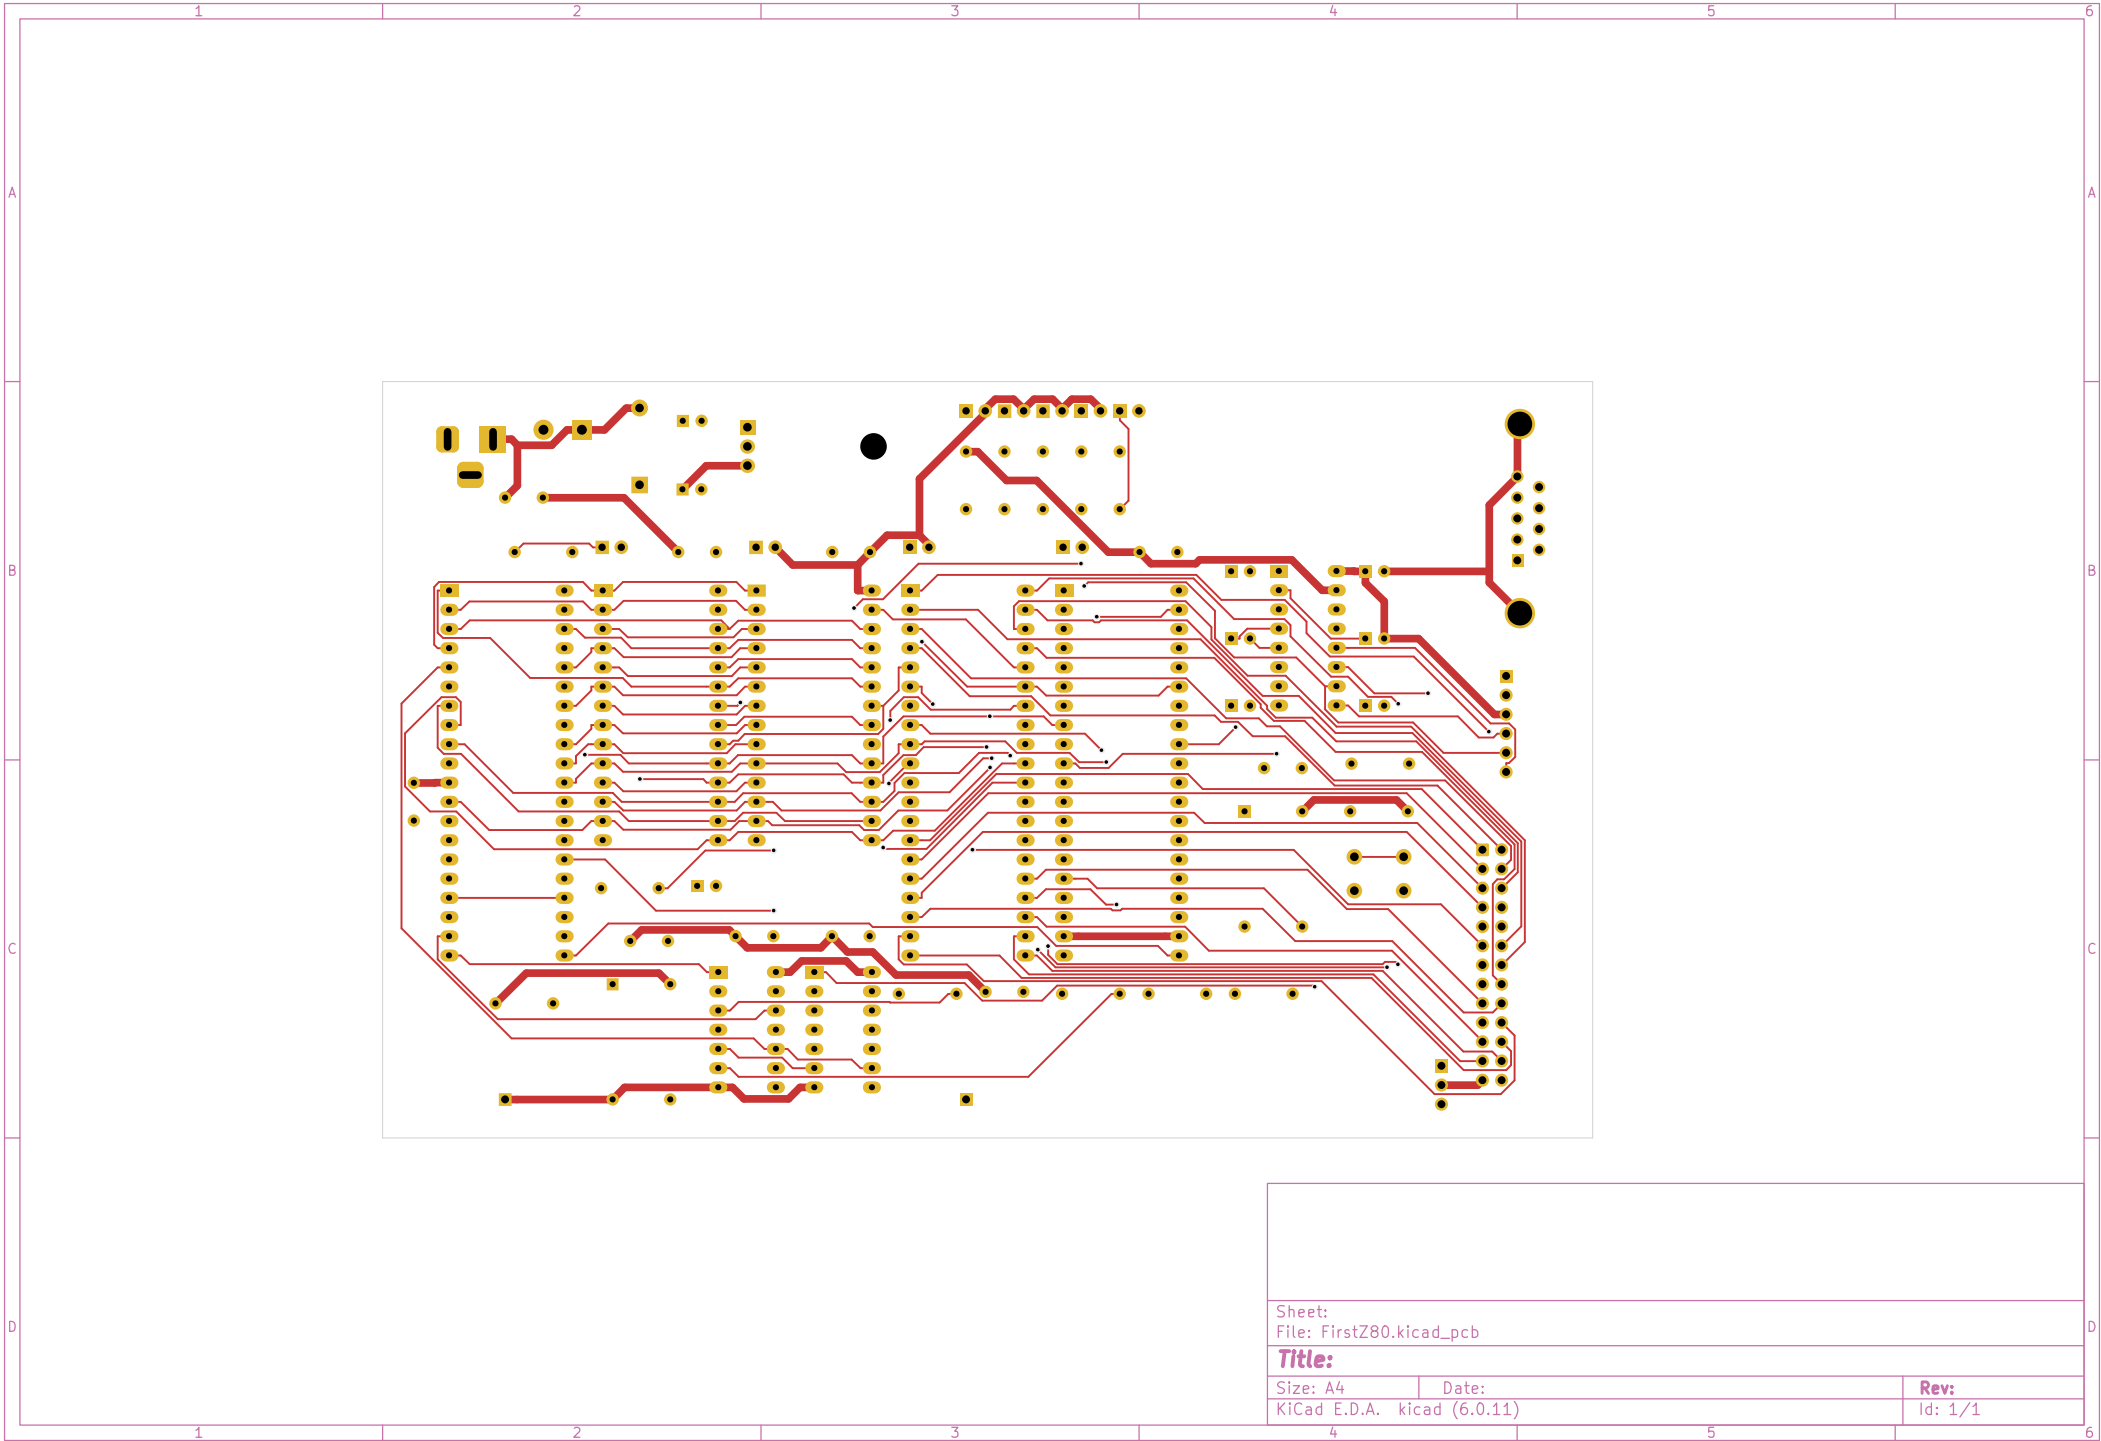 1 2 3 4 5 6
A A
B B
C C
Sheet:
File: FirstZ80.kicad_pcb
D D
Title:
Size: A4 Date: Rev:
KiCad E.D.A. kicad (6.0.11) Id: 1/1
1 2 3 4 5 6